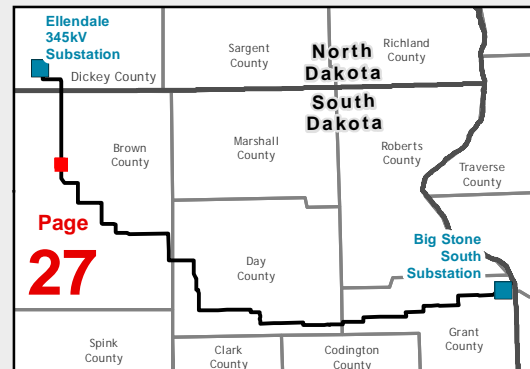 Ellendale
345kV
Substation
Dickey County
Sargent
County
North
Dakota
Richland
County
South
Dakota
Brown
County
Marshall
County
Roberts
County
Traverse
County
Page
27
Day
County
Big Stone
South
Substation
Grant
County
Spink
County
Clark
County
Codington
County